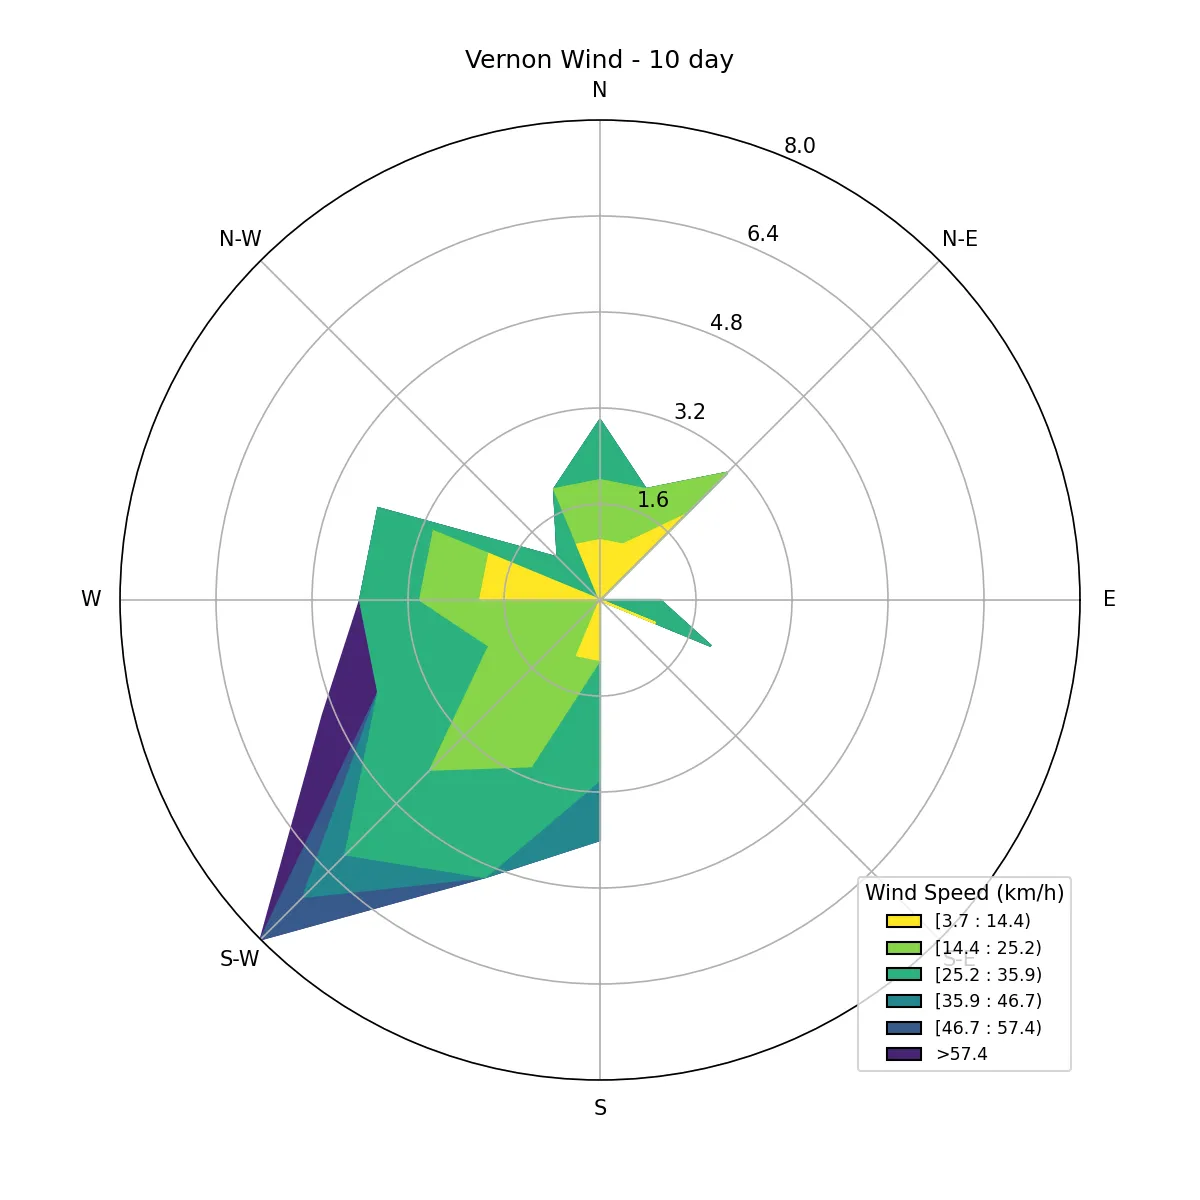 Vernon Wind - 10 day
N
8.0
N-W
6.4
N-E
4.8
3.2
1.6
W
E
S-W
S-E
Wind Speed (km/h)
[3.7 : 14.4)
[14.4 : 25.2)
[25.2 : 35.9)
[35.9 : 46.7)
[46.7 : 57.4)
>57.4
S